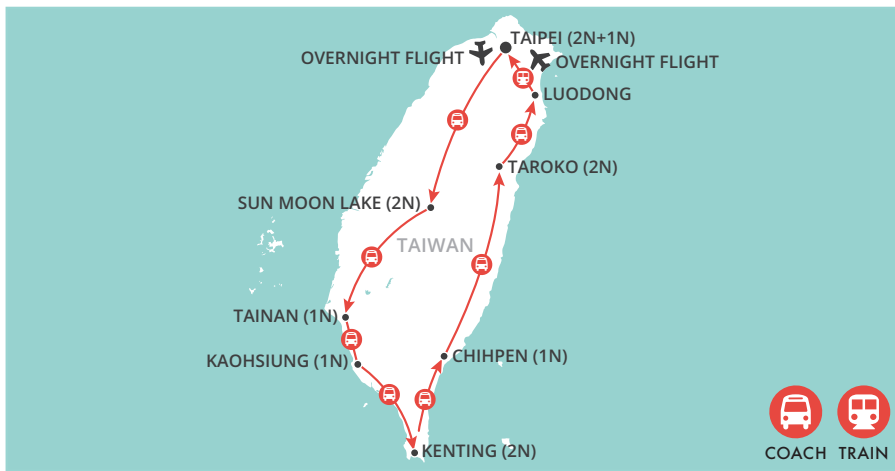 TAIPEI (2N+1N)
OVERNIGHT FLIGHT
OVERNIGHT FLIGHT
LUODONG
TAROKO (2N)
SUN MOON LAKE (2N)
TAIWAN
TAINAN (1N)
KAOHSIUNG (1N)
CHIHPEN (1N)
KENTING (2N)
COACH TRAIN